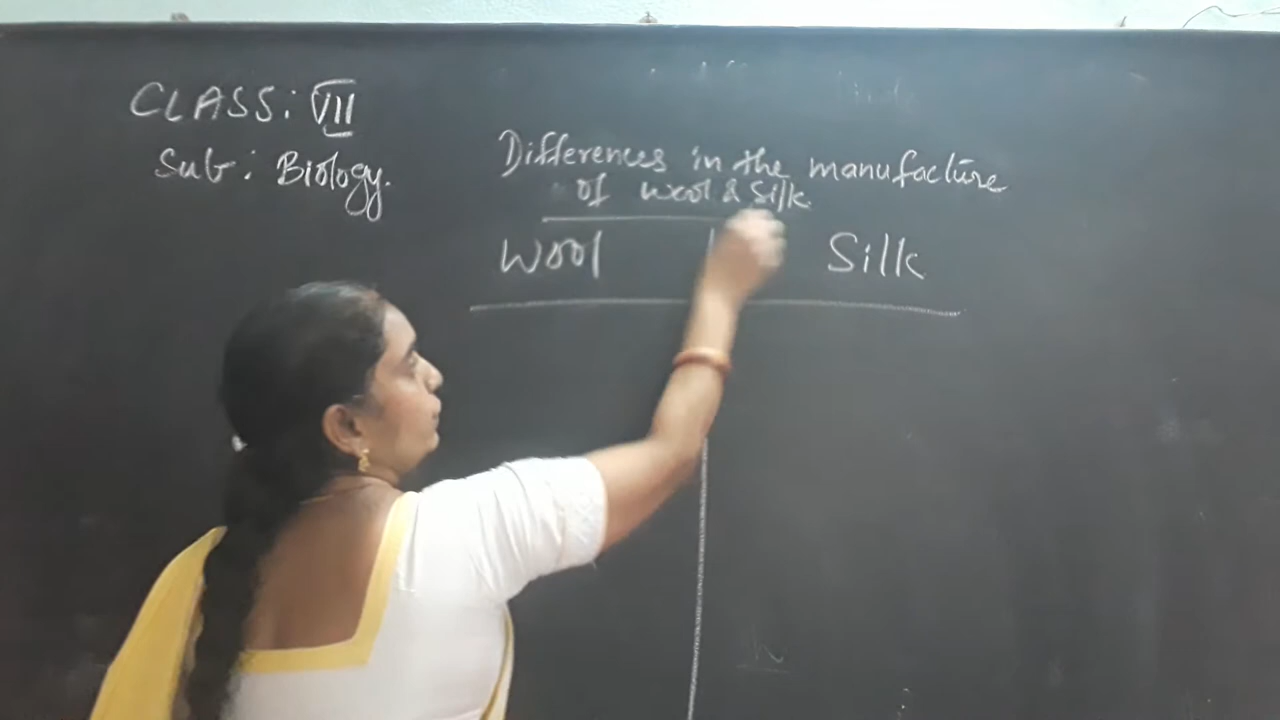 CLASS: VII
Sub: Biology.
Differences in the manufacture
of Wool & Silk.
Wool
Silk